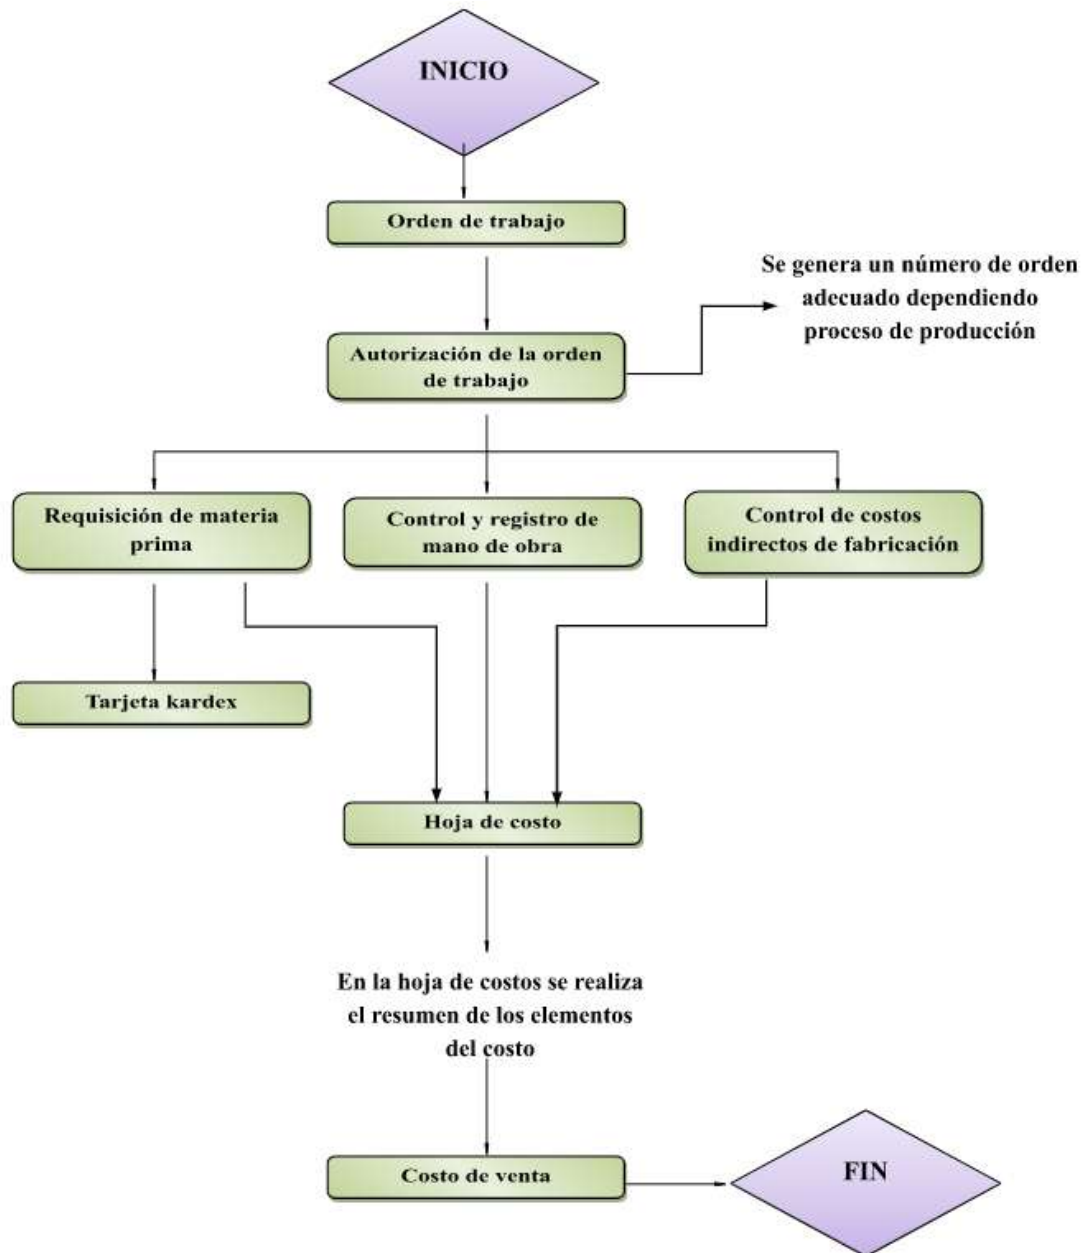 INICIO
Orden de trabajo
Se genera un número de orden
adecuado dependiendo
proceso de producción
Autorización de la orden
de trabajo
Requisición de materia
prima
Control y registro de
mano de obra
Control de costos
indirectos de fabricación
Tarjeta kardex
Hoja de costo
En la hoja de costos se realiza
el resumen de los elementos
del costo
Costo de venta
FIN